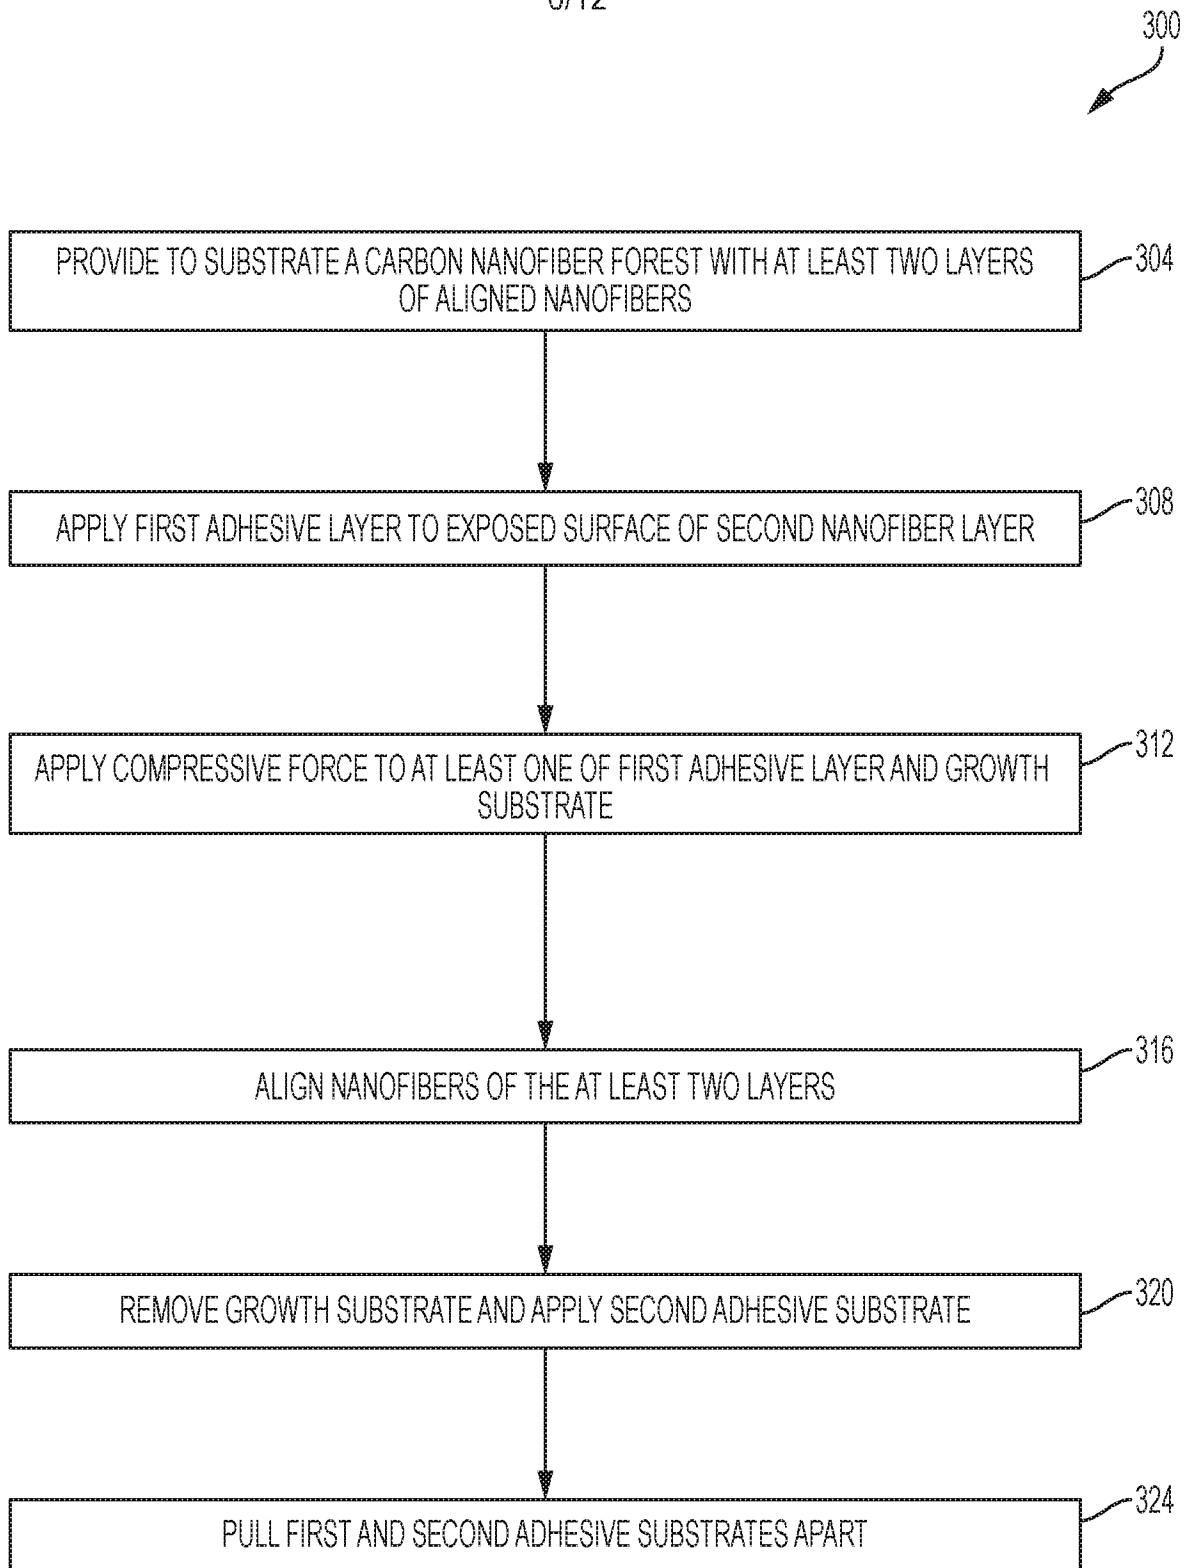 300
PROVIDE TO SUBSTRATE A CARBON NANOFIBER FOREST WITH AT LEAST TWO LAYERS
OF ALIGNED NANOFIBERS
304
APPLY FIRST ADHESIVE LAYER TO EXPOSED SURFACE OF SECOND NANOFIBER LAYER
308
APPLY COMPRESSIVE FORCE TO AT LEAST ONE OF FIRST ADHESIVE LAYER AND GROWTH
SUBSTRATE
312
ALIGN NANOFIBERS OF THE AT LEAST TWO LAYERS
316
REMOVE GROWTH SUBSTRATE AND APPLY SECOND ADHESIVE SUBSTRATE
320
PULL FIRST AND SECOND ADHESIVE SUBSTRATES APART
324